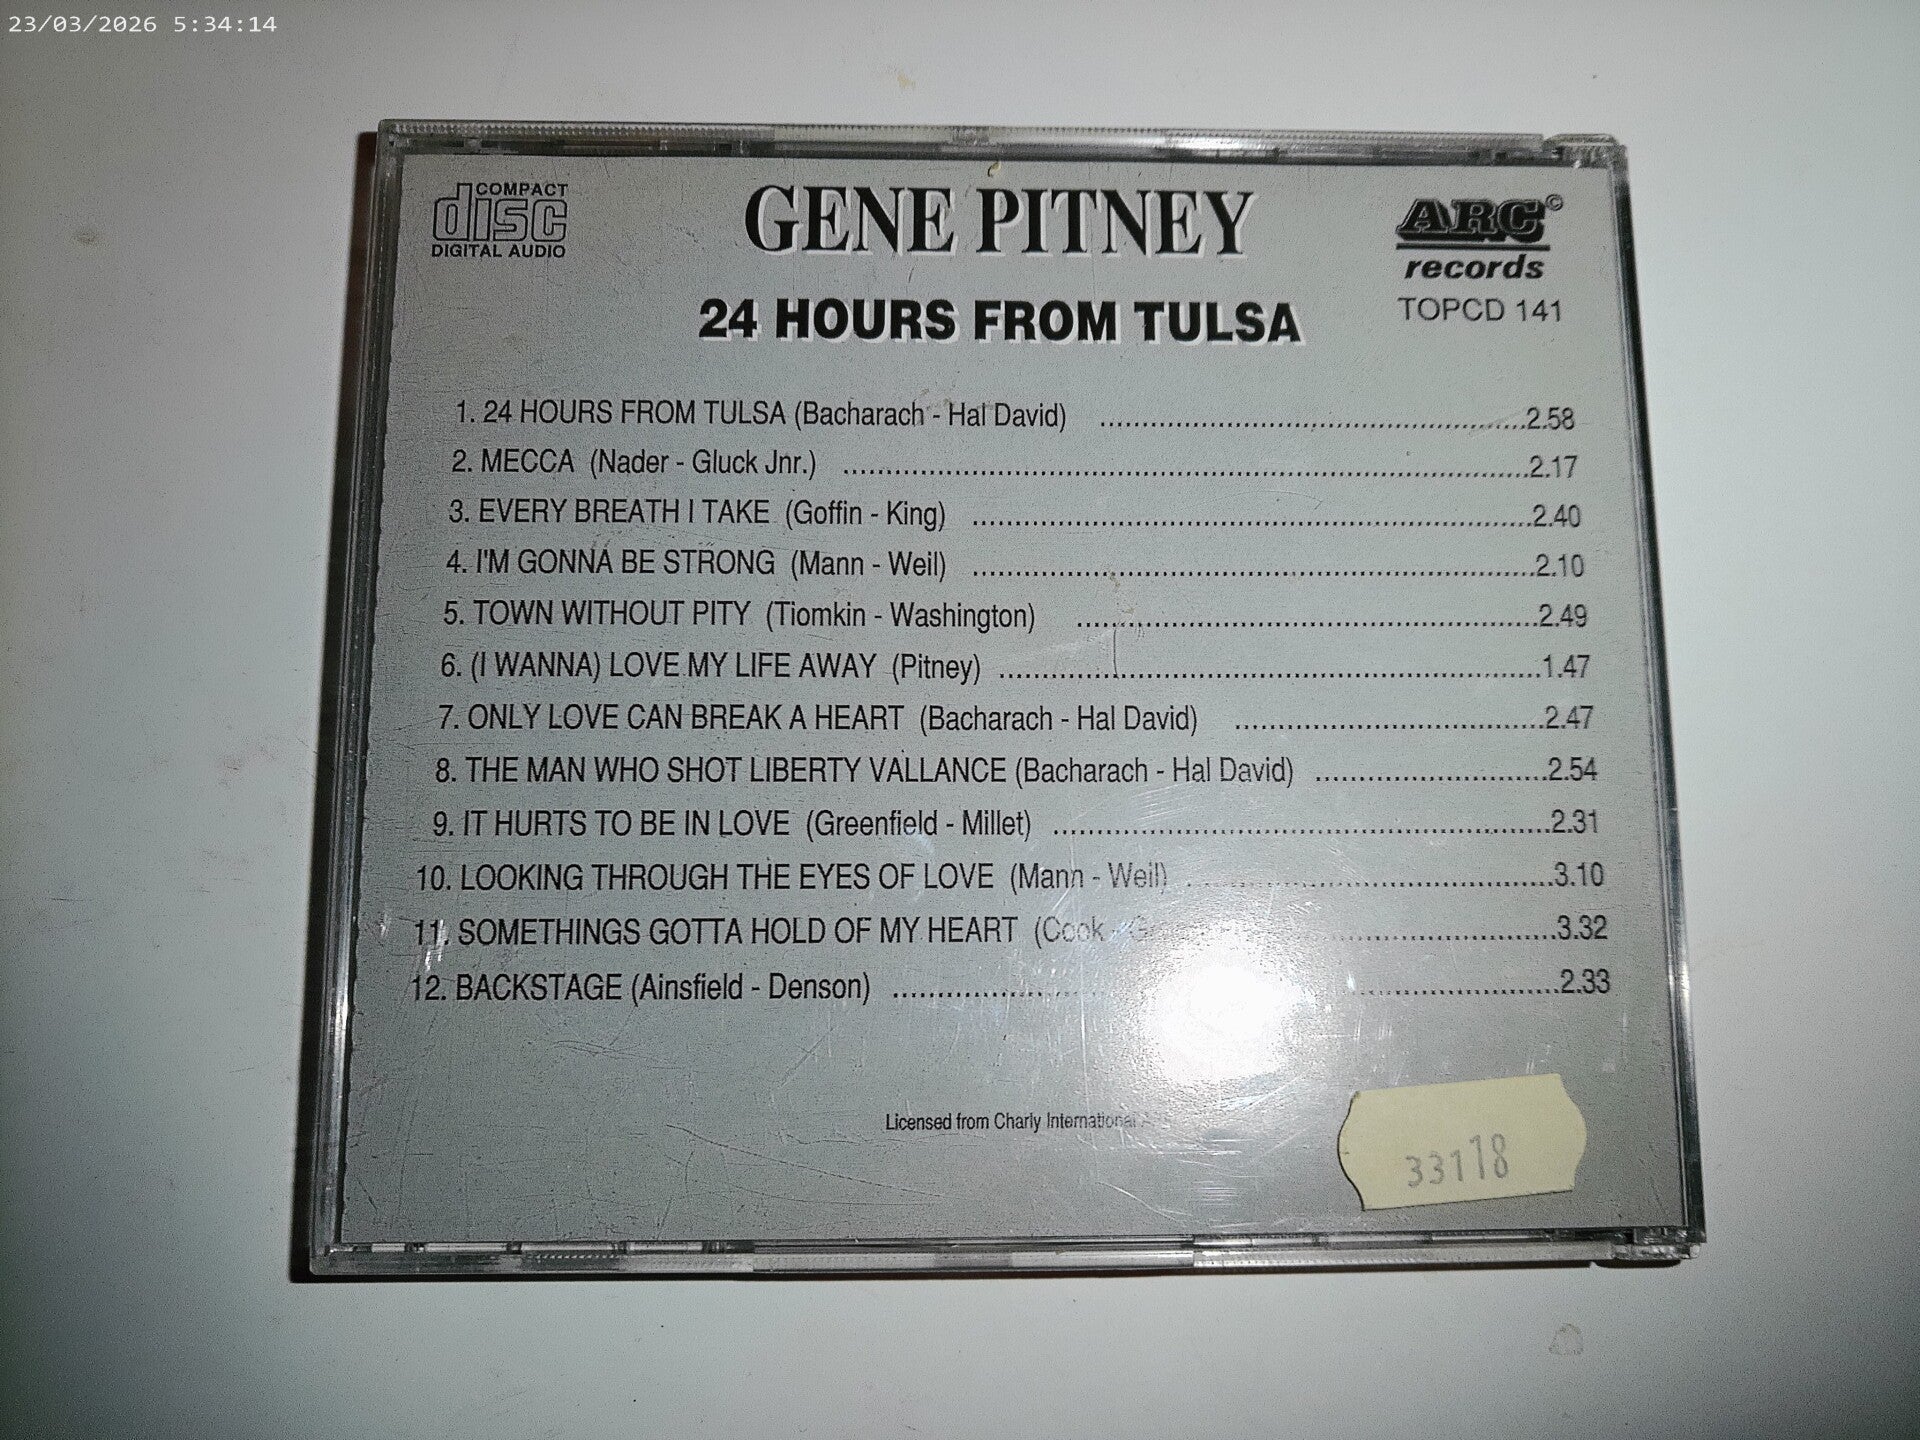 23/03/2026 5:34:14
COMPACT
disc
DIGITAL AUDIO
GENE PITNEY
24 HOURS FROM TULSA
ARC©
records
TOPCD 141
1. 24 HOURS FROM TULSA (Bacharach - Hal David) ..........2.58
2. MECCA (Nader - Gluck Jnr.) ..........2.17
3. EVERY BREATH I TAKE (Goffin - King) ..........2.40
4. I'M GONNA BE STRONG (Mann - Weil) ..........2.10
5. TOWN WITHOUT PITY (Tiomkin - Washington) ..........2.49
6. (I WANNA) LOVE MY LIFE AWAY (Pitney) ..........1.47
7. ONLY LOVE CAN BREAK A HEART (Bacharach - Hal David) ..........2.47
8. THE MAN WHO SHOT LIBERTY VALLANCE (Bacharach - Hal David) ..........2.54
9. IT HURTS TO BE IN LOVE (Greenfield - Millet) ..........2.31
10. LOOKING THROUGH THE EYES OF LOVE (Mann - Weil) ..........3.10
11. SOMETHINGS GOTTA HOLD OF MY HEART (Cook - ..........3.32
12. BACKSTAGE (Ainsfield - Denson) ..........2.33
Licensed from Charly International
33118